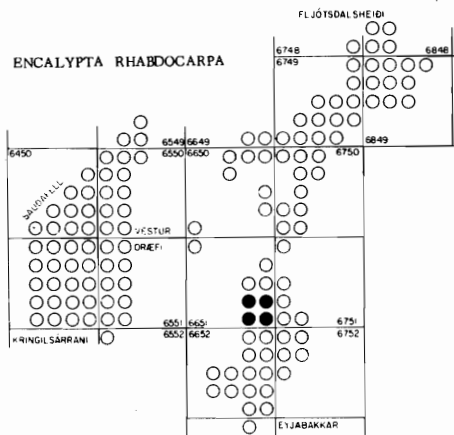 FLJÓTSDALSHEIÐI
ENCALYPTA RHABDOCARPA
6748 6848
6749
6549 6649
6450 6550 6650 6750 6849
SAUÐAFELL
VESTUR
ÖRÆFI
6551 6651 6751
KRINGILSÁRRANI 6552 6652 6752
EYJABAKKAR